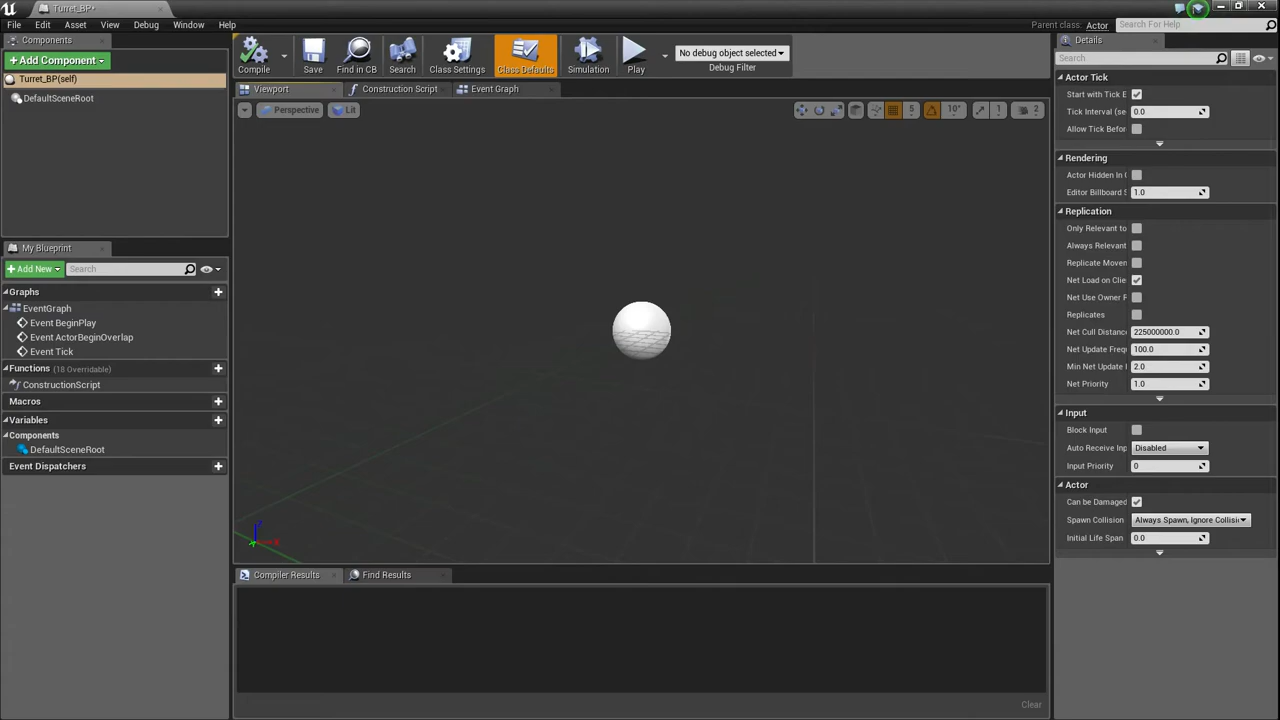 Turret_BP*
File Edit Asset View Debug Window Help
Parent class: Actor Search For Help
Components
+Add Component
Turret_BP(self)
DefaultSceneRoot
My Blueprint
+Add New Search
Graphs
EventGraph
Event BeginPlay
Event ActorBeginOverlap
Event Tick
Functions (18 Overridable)
ConstructionScript
Macros
Variables
Components
DefaultSceneRoot
Event Dispatchers
Compile Save Find in CB Search Class Settings Class Defaults Simulation Play
No debug object selected
Debug Filter
Viewport Construction Script Event Graph
Perspective Lit
5 10° 1 2
Z
X
Compiler Results Find Results
Clear
Details
Search
Actor Tick
Start with Tick E
Tick Interval (se 0.0
Allow Tick Befor
Rendering
Actor Hidden In G
Editor Billboard S 1.0
Replication
Only Relevant to
Always Relevant
Replicate Movem
Net Load on Clie
Net Use Owner R
Replicates
Net Cull Distanc 225000000.0
Net Update Freq 100.0
Min Net Update 2.0
Net Priority 1.0
Input
Block Input
Auto Receive Inp Disabled
Input Priority 0
Actor
Can be Damaged
Spawn Collision Always Spawn, Ignore Collisi
Initial Life Span 0.0